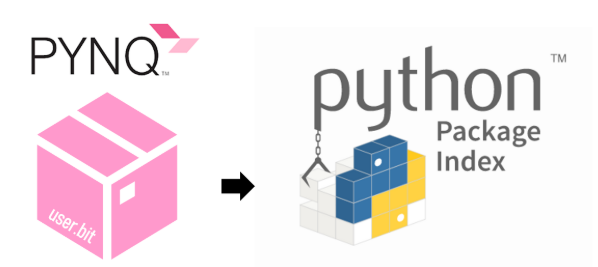 PYNQ™
user.bit
python™
Package
Index